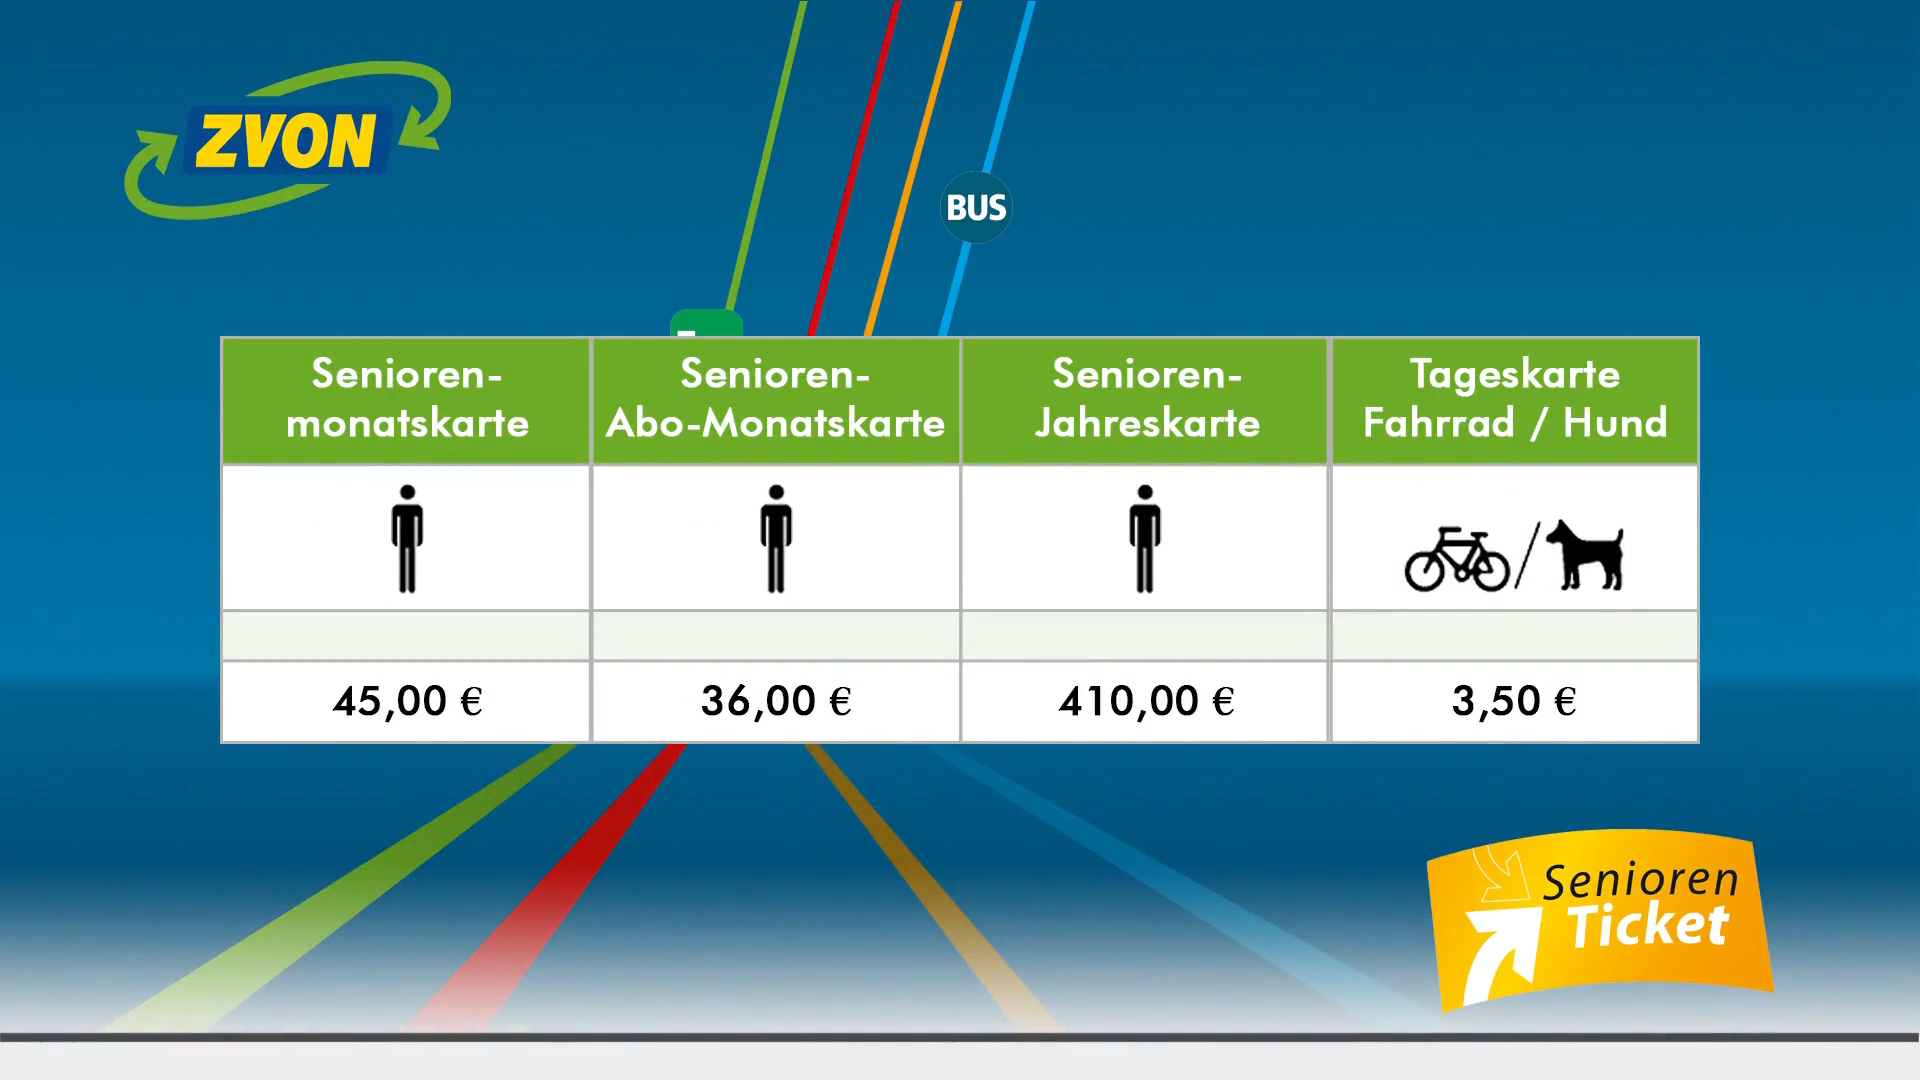 ZVON
BUS
Senioren-
monatskarte
Senioren-
Abo-Monatskarte
Senioren-
Jahreskarte
Tageskarte
Fahrrad / Hund
45,00 €
36,00 €
410,00 €
3,50 €
Senioren
Ticket